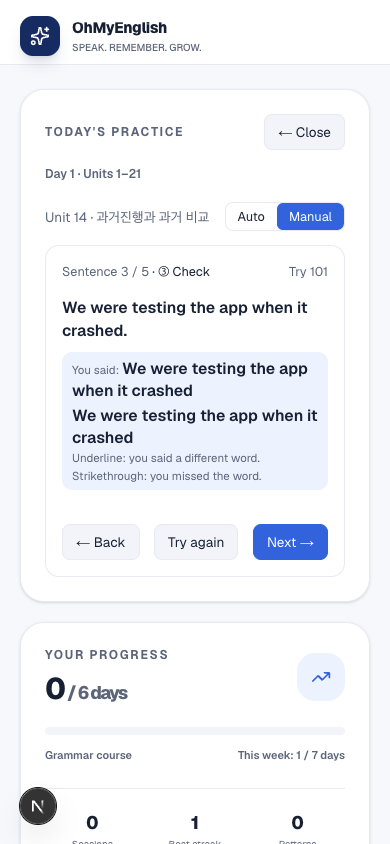 OhMyEnglish
SPEAK. REMEMBER. GROW.
TODAY'S PRACTICE
← Close
Day 1 · Units 1–21
Unit 14 · 과거진행과 과거 비교
Auto
Manual
Sentence 3 / 5 · ③ Check
Try 101
We were testing the app when it
crashed.
You said: We were testing the app
when it crashed
We were testing the app when it
crashed
Underline: you said a different word.
Strikethrough: you missed the word.
← Back
Try again
Next →
YOUR PROGRESS
0 / 6 days
Grammar course
This week: 1 / 7 days
N
0
1
0
Sessions
Best streak
Patterns